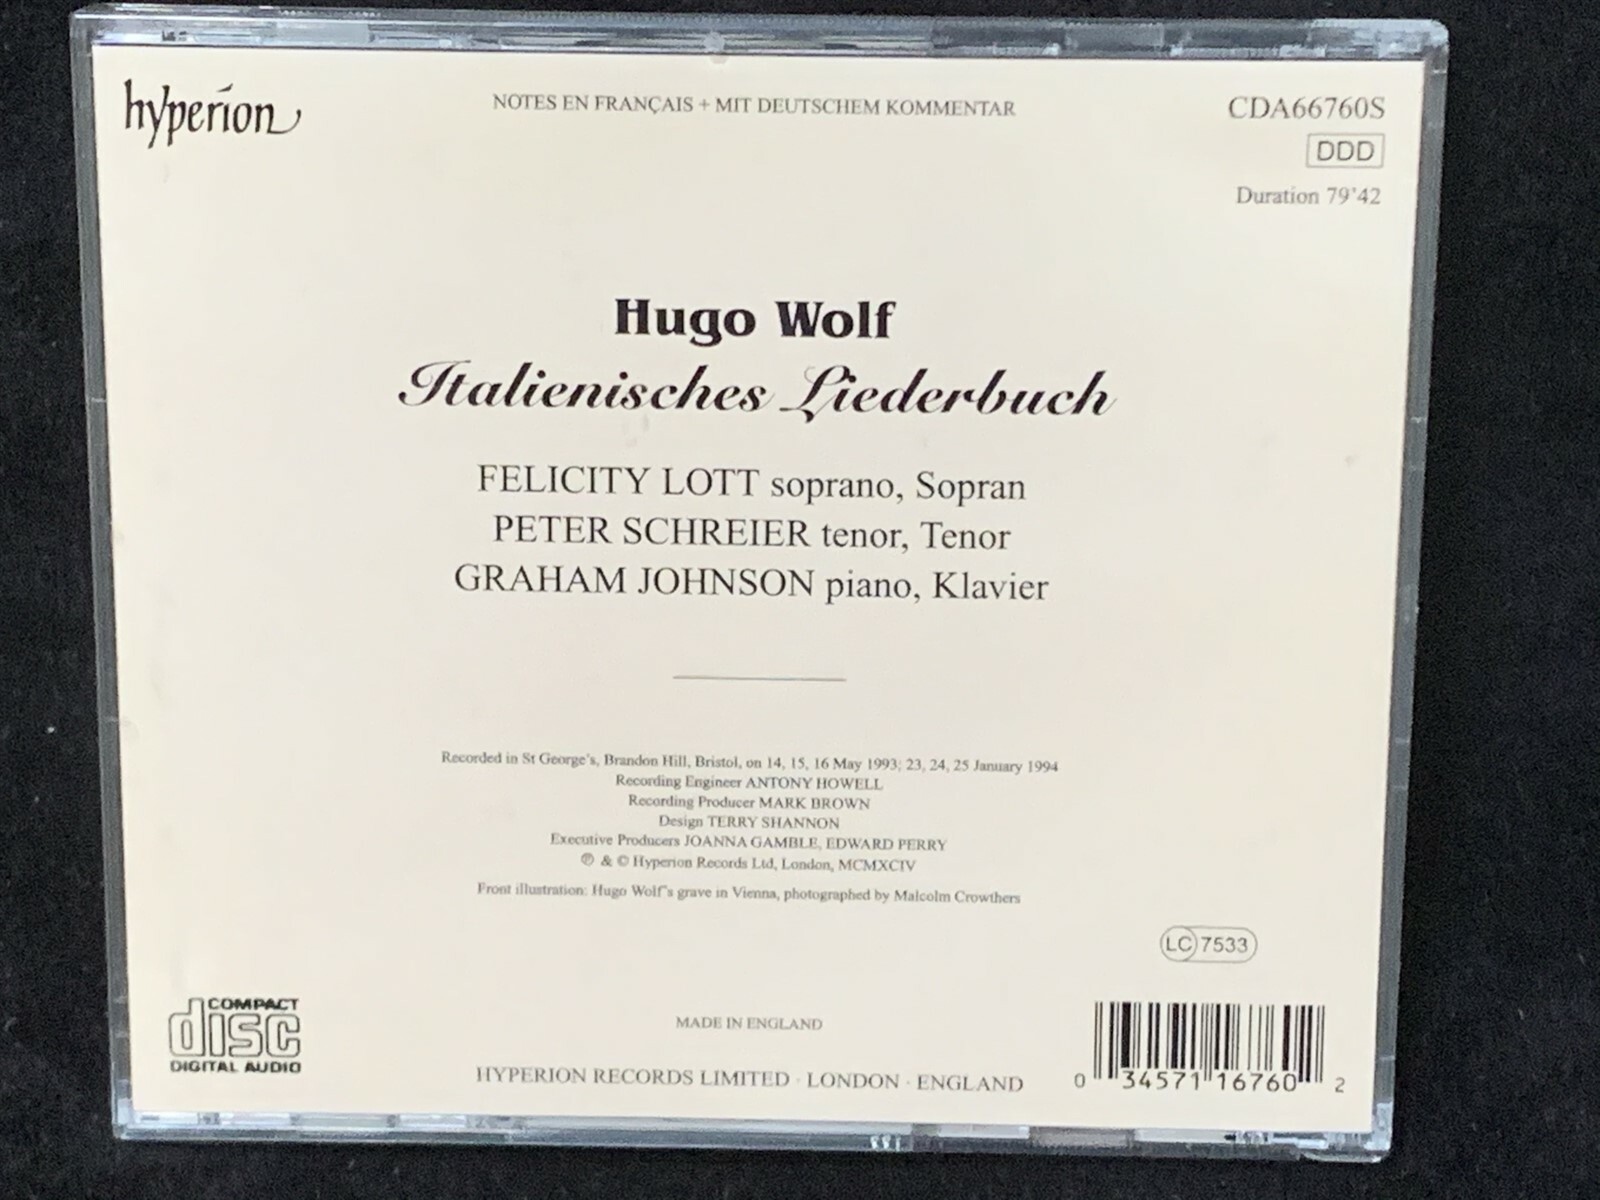 hyperion
NOTES EN FRANÇAIS + MIT DEUTSCHEM KOMMENTAR
CDA66760S
DDD
Duration 79'42
Hugo Wolf
Italienisches Liederbuch
FELICITY LOTT soprano, Sopran
PETER SCHREIER tenor, Tenor
GRAHAM JOHNSON piano, Klavier
Recorded in St George's, Brandon Hill, Bristol, on 14, 15, 16 May 1993; 23, 24, 25 January 1994
Recording Engineer ANTONY HOWELL
Recording Producer MARK BROWN
Design TERRY SHANNON
Executive Producers JOANNA GAMBLE, EDWARD PERRY
℗ & © Hyperion Records Ltd, London, MCMXCIV
Front illustration: Hugo Wolf's grave in Vienna, photographed by Malcolm Crowthers
LC 7533
COMPACT
disc
DIGITAL AUDIO
MADE IN ENGLAND
HYPERION RECORDS LIMITED · LONDON · ENGLAND
0 34571 16760 2